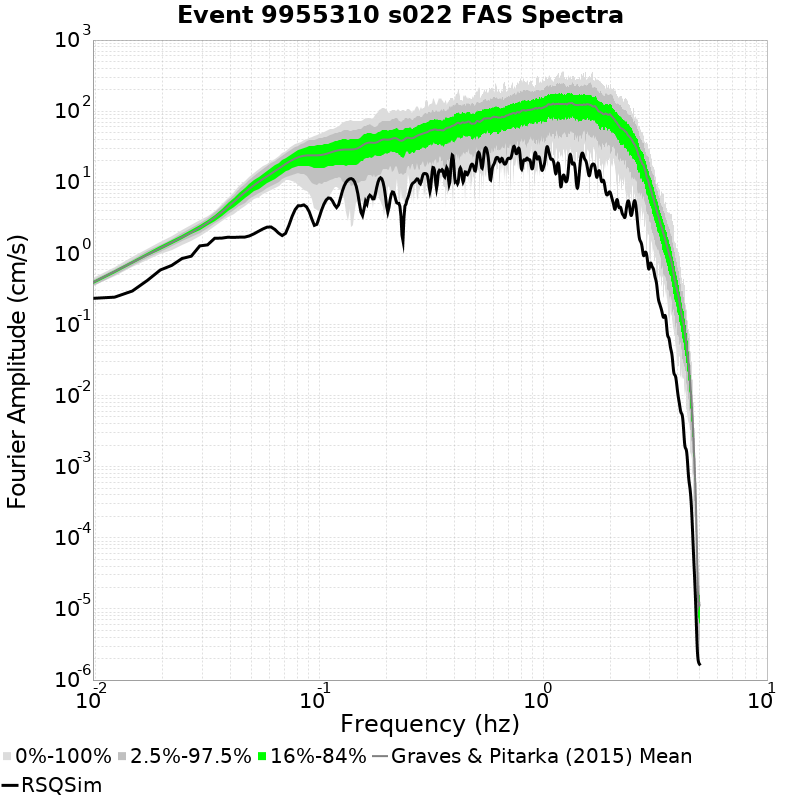 Event 9955310 s022 FAS Spectra
10^3
10^2
10^1
10^0
10^-1
10^-2
10^-3
10^-4
10^-5
10^-6
Fourier Amplitude (cm/s)
10^-2 10^-1 10^0 10^1
Frequency (hz)
0%-100% 2.5%-97.5% 16%-84% Graves & Pitarka (2015) Mean
RSQSim